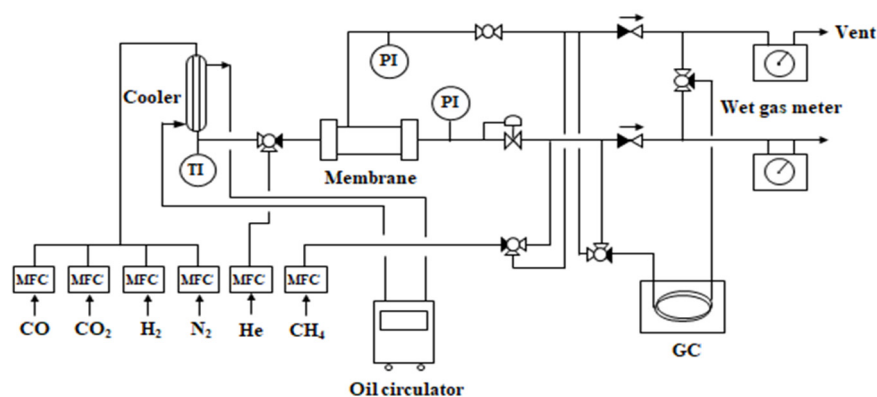 PI
Vent
Cooler
PI
Wet gas meter
TI
Membrane
MFC
MFC
MFC
MFC
MFC
MFC
CO
CO₂
H₂
N₂
He
CH₄
GC
Oil circulator